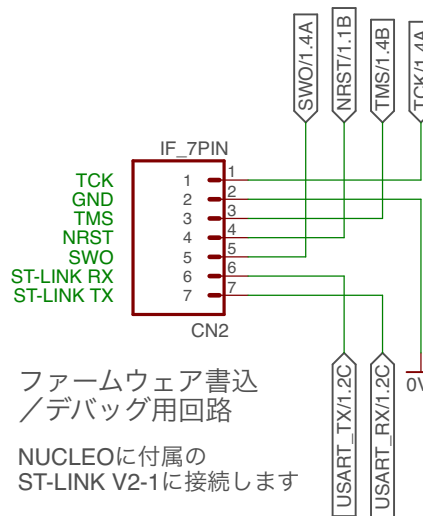 SWO/1.4A
NRST/1.1B
TMS/1.4B
TCK/1.4A
IF_7PIN
TCK 1 1
GND 2 2
TMS 3 3
NRST 4 4
SWO 5 5
ST-LINK RX 6 6
ST-LINK TX 7 7
CN2
USART_TX/1.2C
USART_RX/1.2C
0V
ファームウェア書込
／デバッグ用回路
NUCLEOに付属の
ST-LINK V2-1に接続します